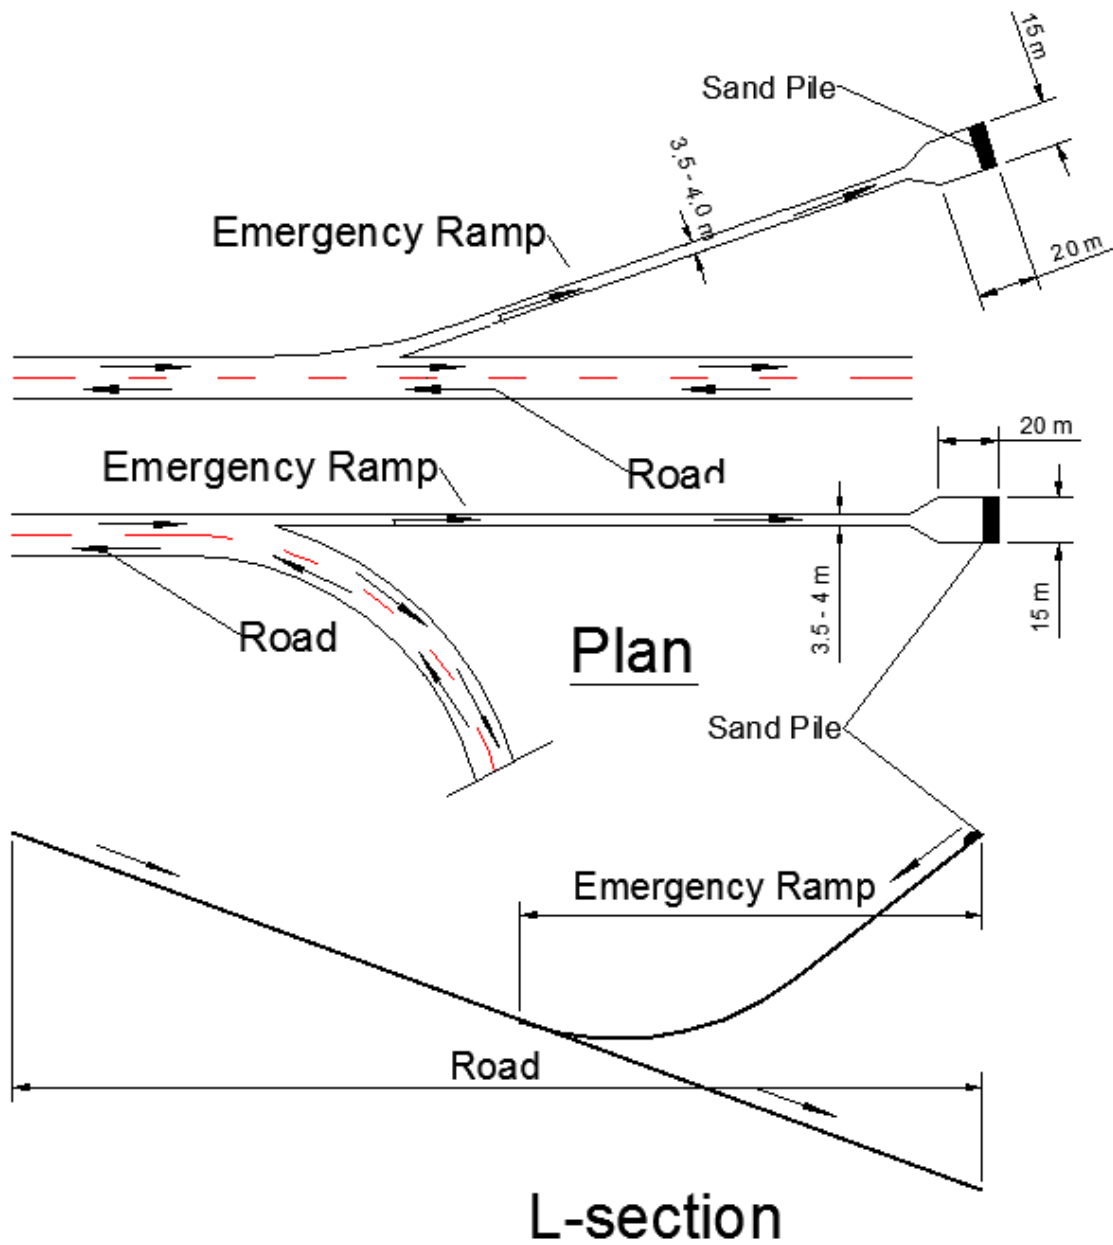 15 m
Sand Pile
3,5 - 4,0 m
Emergency Ramp
20 m
20 m
Emergency Ramp
Road
3.5 - 4 m
15 m
Road
Plan
Sand Pile
Emergency Ramp
Road
L-section